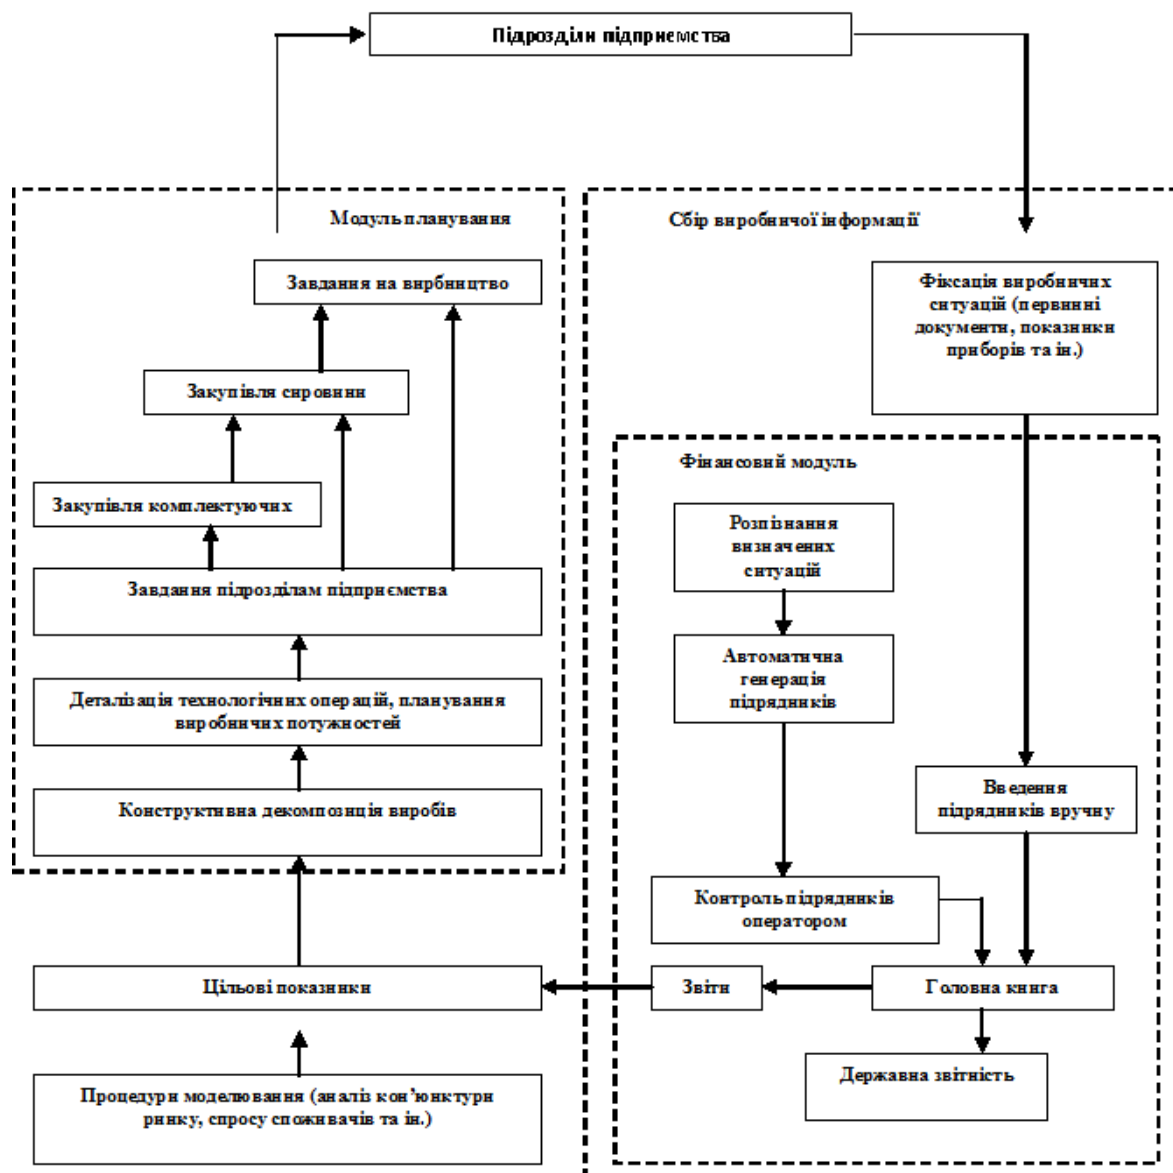 Підрозділи підприємства
Модуль планування
Завдання на вирбництво
Закупівля сировини
Закупівля комплектуючих
Завдання підрозділам підприємства
Деталізація технологічних операцій, планування
виробничих потужностей
Конструктивна декомпозиція виробів
Цільові показники
Процедури моделювання (аналіз кон’юнктури
ринку, спросу споживачів та ін.)
Сбір виробничої інформації
Фіксація виробничих
ситуацій (первинні
документи, показники
приборів та ін.)
Фінансовий модуль
Розпізнання
визначених
ситуацій
Автоматична
генерація
підрядників
Введення
підрядників вручну
Контроль підрядників
оператором
Звіти
Головна книга
Державна звітність